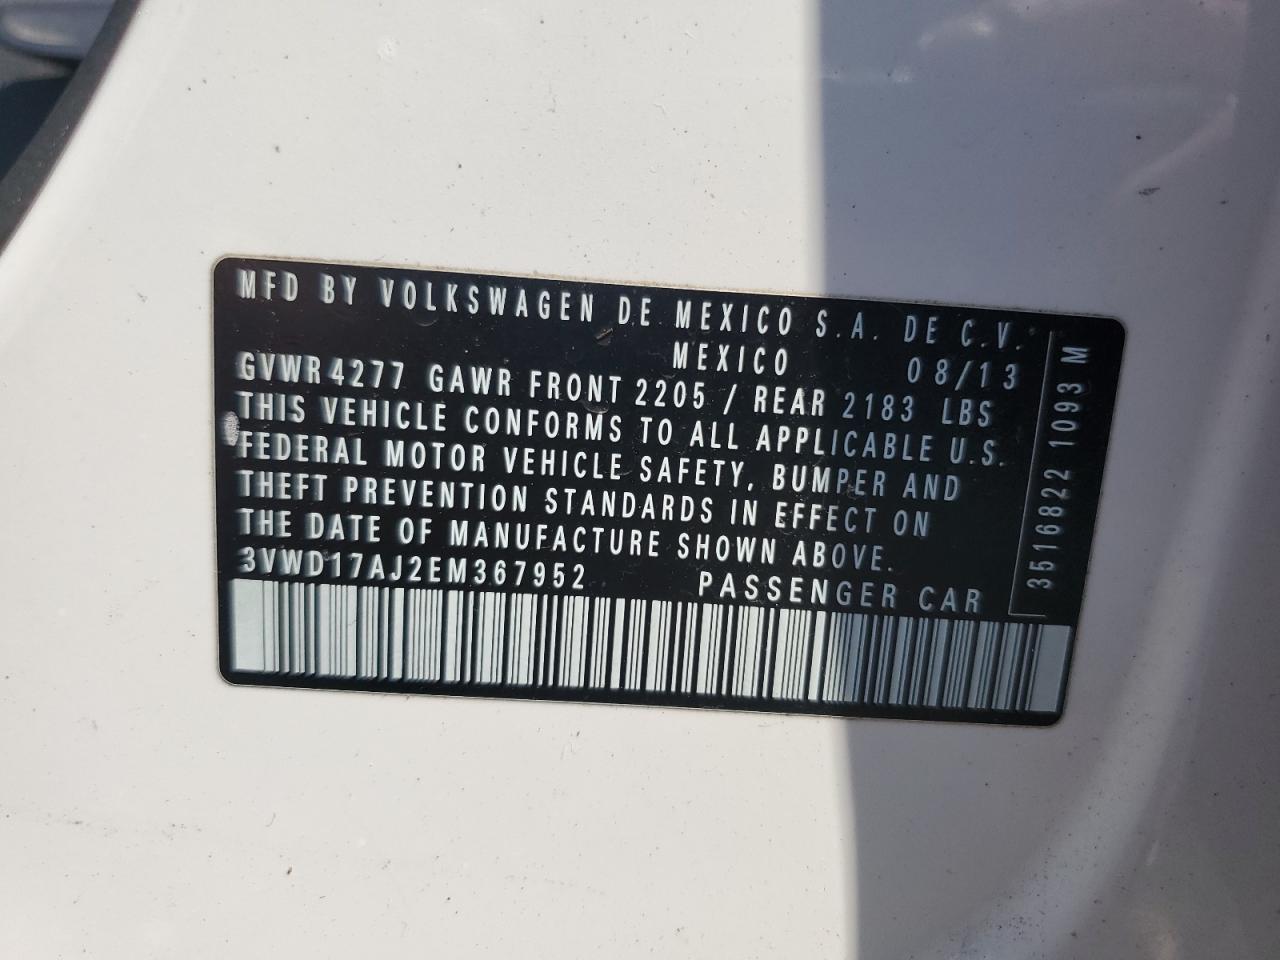 MFD BY VOLKSWAGEN DE MEXICO S.A. DE C.V.
MEXICO 08/13
GVWR 4277 GAWR FRONT 2205 / REAR 2183 LBS
THIS VEHICLE CONFORMS TO ALL APPLICABLE U.S.
FEDERAL MOTOR VEHICLE SAFETY, BUMPER AND
THEFT PREVENTION STANDARDS IN EFFECT ON
THE DATE OF MANUFACTURE SHOWN ABOVE.
3VWD17AJ2EM367952 PASSENGER CAR
3516822 1093 M